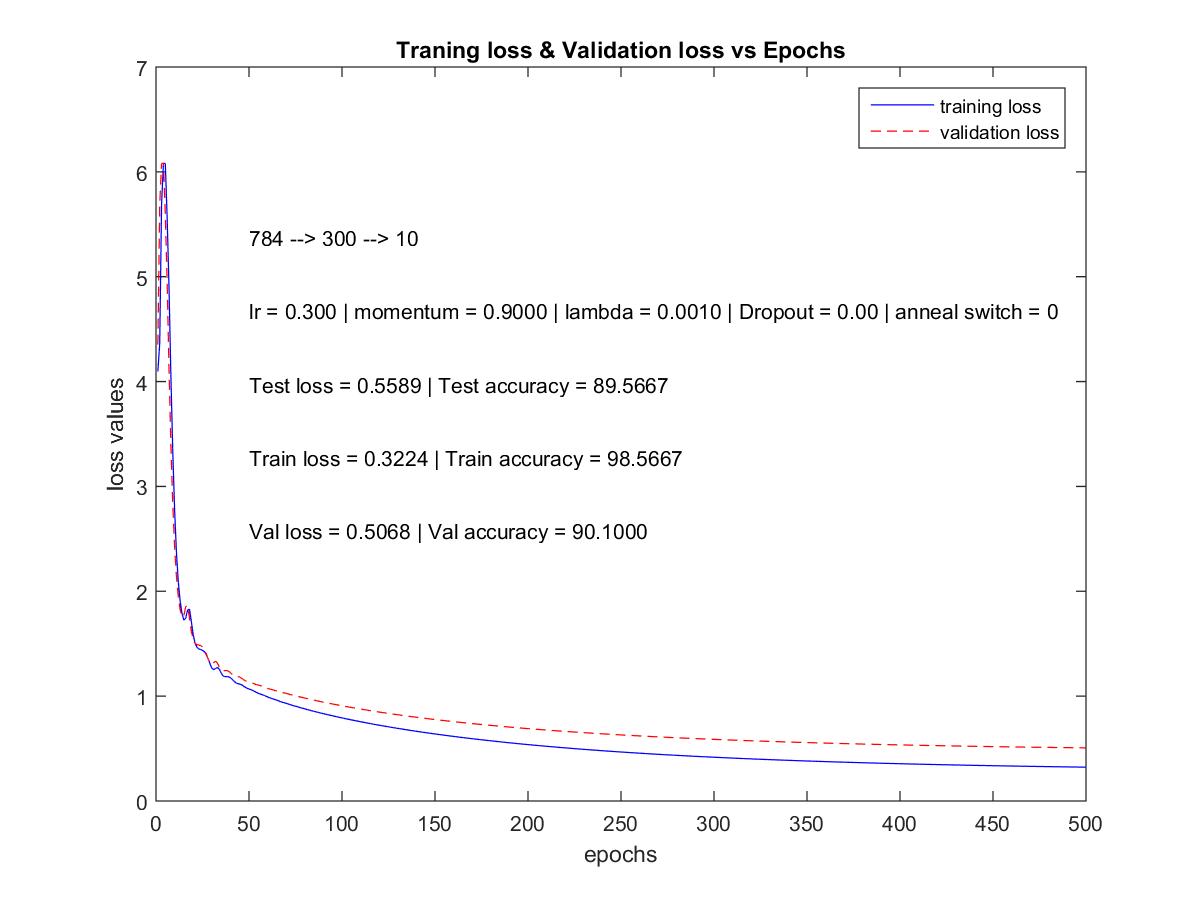 Traning loss & Validation loss vs Epochs
7
training loss
validation loss
6
784 --> 300 --> 10
5
lr = 0.300 | momentum = 0.9000 | lambda = 0.0010 | Dropout = 0.00 | anneal switch = 0
4
Test loss = 0.5589 | Test accuracy = 89.5667
loss values
Train loss = 0.3224 | Train accuracy = 98.5667
3
Val loss = 0.5068 | Val accuracy = 90.1000
2
1
0
0 50 100 150 200 250 300 350 400 450 500
epochs